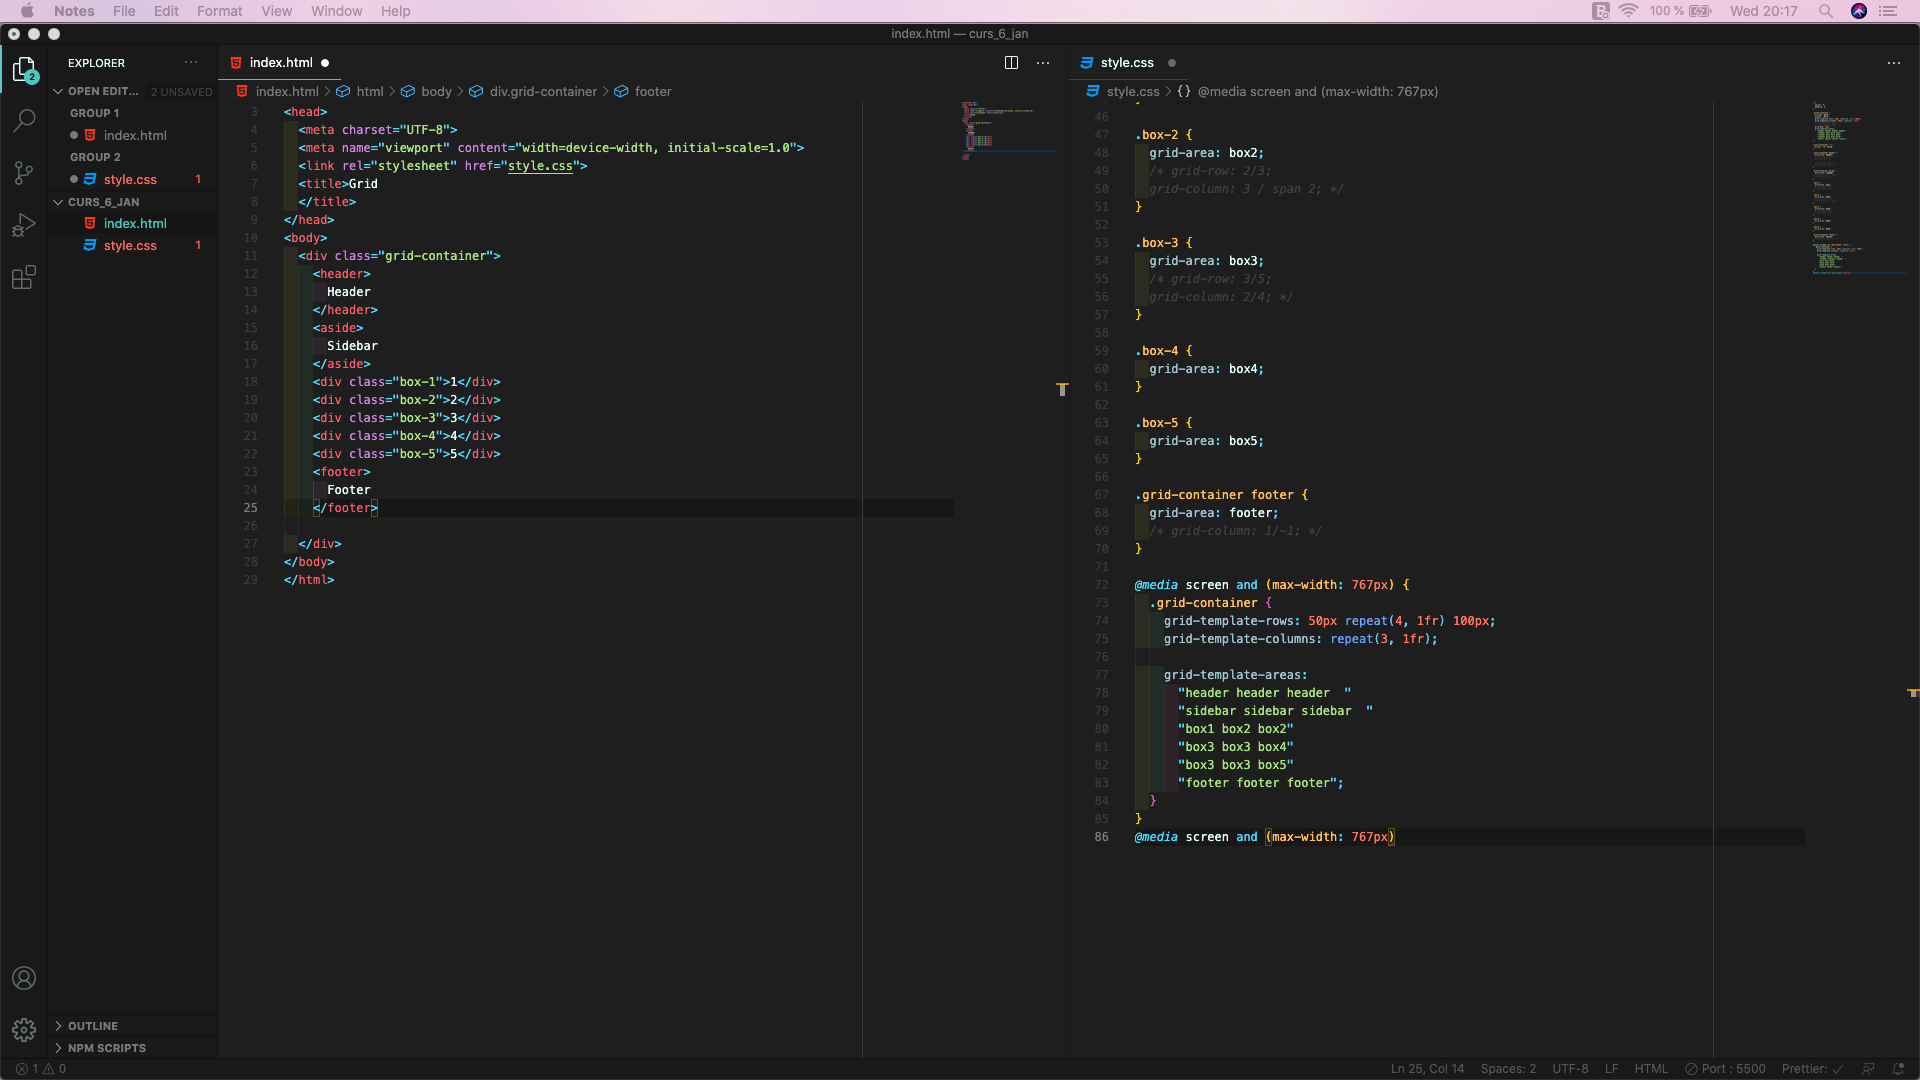 Notes File Edit Format View Window Help
100 % Wed 20:17
index.html — curs_6_jan
EXPLORER
2
OPEN EDIT... 2 UNSAVED
GROUP 1
index.html
GROUP 2
style.css 1
CURS_6_JAN
index.html
style.css 1
OUTLINE
NPM SCRIPTS
index.html
index.html > html > body > div.grid-container > footer
3 <head>
4 <meta charset="UTF-8">
5 <meta name="viewport" content="width=device-width, initial-scale=1.0">
6 <link rel="stylesheet" href="style.css">
7 <title>Grid
8 </title>
9 </head>
10 <body>
11 <div class="grid-container">
12 <header>
13 Header
14 </header>
15 <aside>
16 Sidebar
17 </aside>
18 <div class="box-1">1</div>
19 <div class="box-2">2</div>
20 <div class="box-3">3</div>
21 <div class="box-4">4</div>
22 <div class="box-5">5</div>
23 <footer>
24 Footer
25 </footer>
26
27 </div>
28 </body>
29 </html>
style.css
style.css > {} @media screen and (max-width: 767px)
46
47 .box-2 {
48 grid-area: box2;
49 /* grid-row: 2/3;
50 grid-column: 3 / span 2; */
51 }
52
53 .box-3 {
54 grid-area: box3;
55 /* grid-row: 3/5;
56 grid-column: 2/4; */
57 }
58
59 .box-4 {
60 grid-area: box4;
61 }
62
63 .box-5 {
64 grid-area: box5;
65 }
66
67 .grid-container footer {
68 grid-area: footer;
69 /* grid-column: 1/-1; */
70 }
71
72 @media screen and (max-width: 767px) {
73 .grid-container {
74 grid-template-rows: 50px repeat(4, 1fr) 100px;
75 grid-template-columns: repeat(3, 1fr);
76
77 grid-template-areas:
78 "header header header  "
79 "sidebar sidebar sidebar  "
80 "box1 box2 box2"
81 "box3 box3 box4"
82 "box3 box3 box5"
83 "footer footer footer";
84 }
85 }
86 @media screen and (max-width: 767px)
1 0
Ln 25, Col 14 Spaces: 2 UTF-8 LF HTML Port : 5500 Prettier: ✓